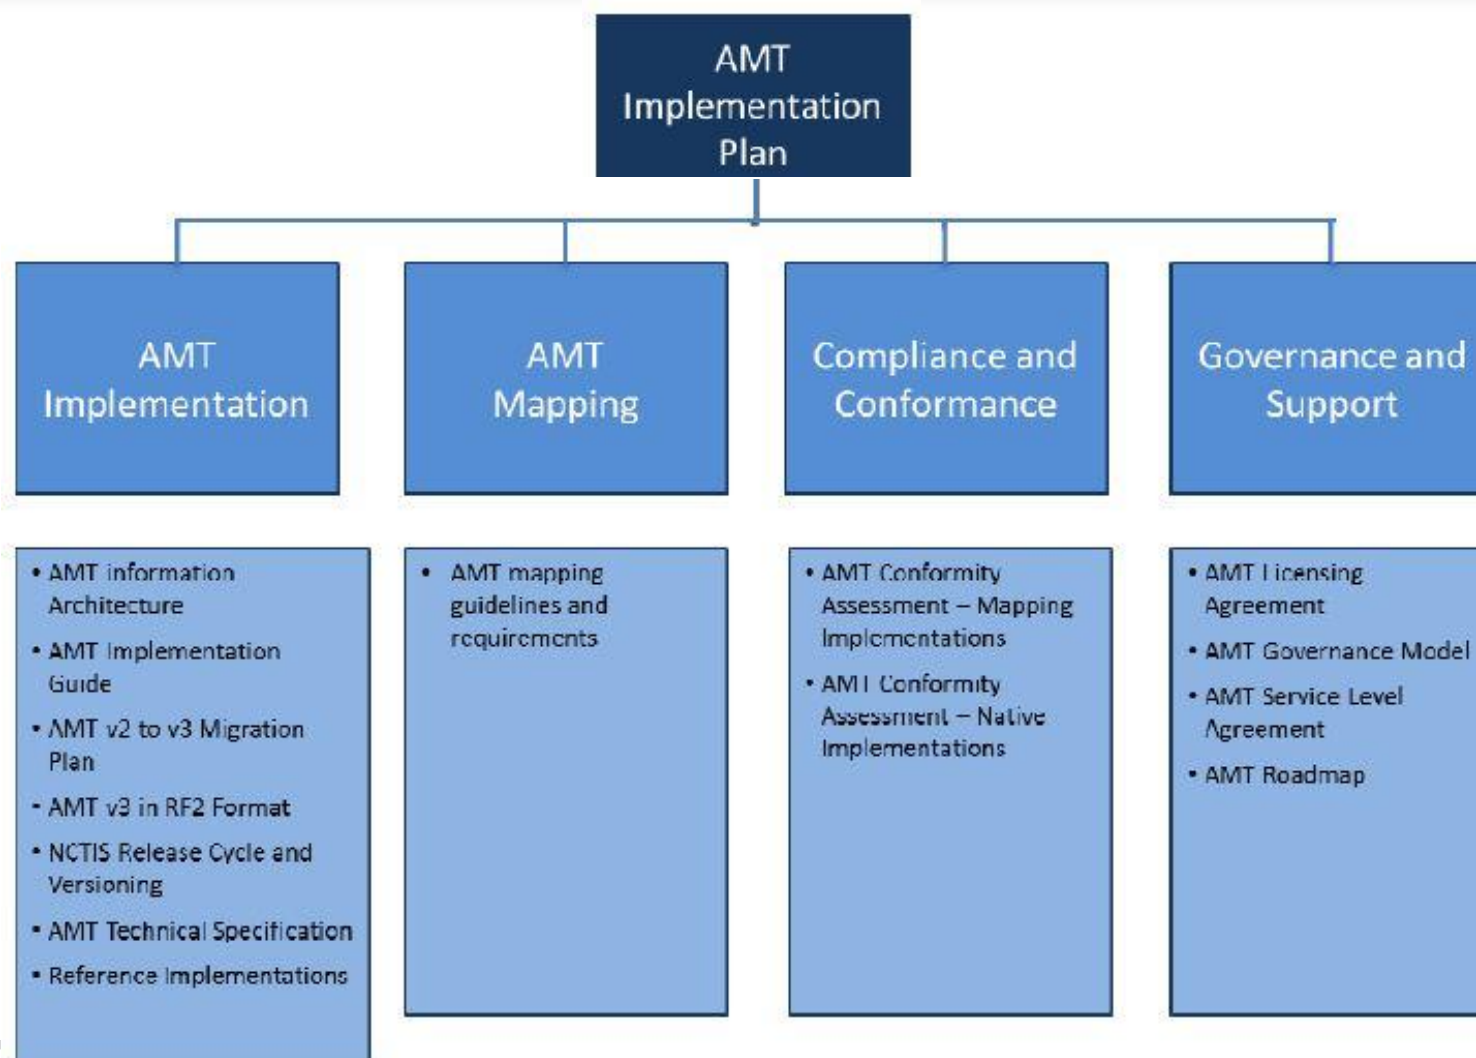 AMT
Implementation
Plan
AMT
Implementation
AMT
Mapping
Compliance and
Conformance
Governance and
Support
• AMT information
Architecture
• AMT Implementation
Guide
• AMT v2 to v3 Migration
Plan
• AMT v3 in RF2 Format
• NCTIS Release Cycle and
Versioning
• AMT Technical Specification
• Reference Implementations
• AMT mapping
guidelines and
requirements
• AMT Conformity
Assessment – Mapping
Implementations
• AMT Conformity
Assessment – Native
Implementations
• AMT Licensing
Agreement
• AMT Governance Model
• AMT Service Level
Agreement
• AMT Roadmap